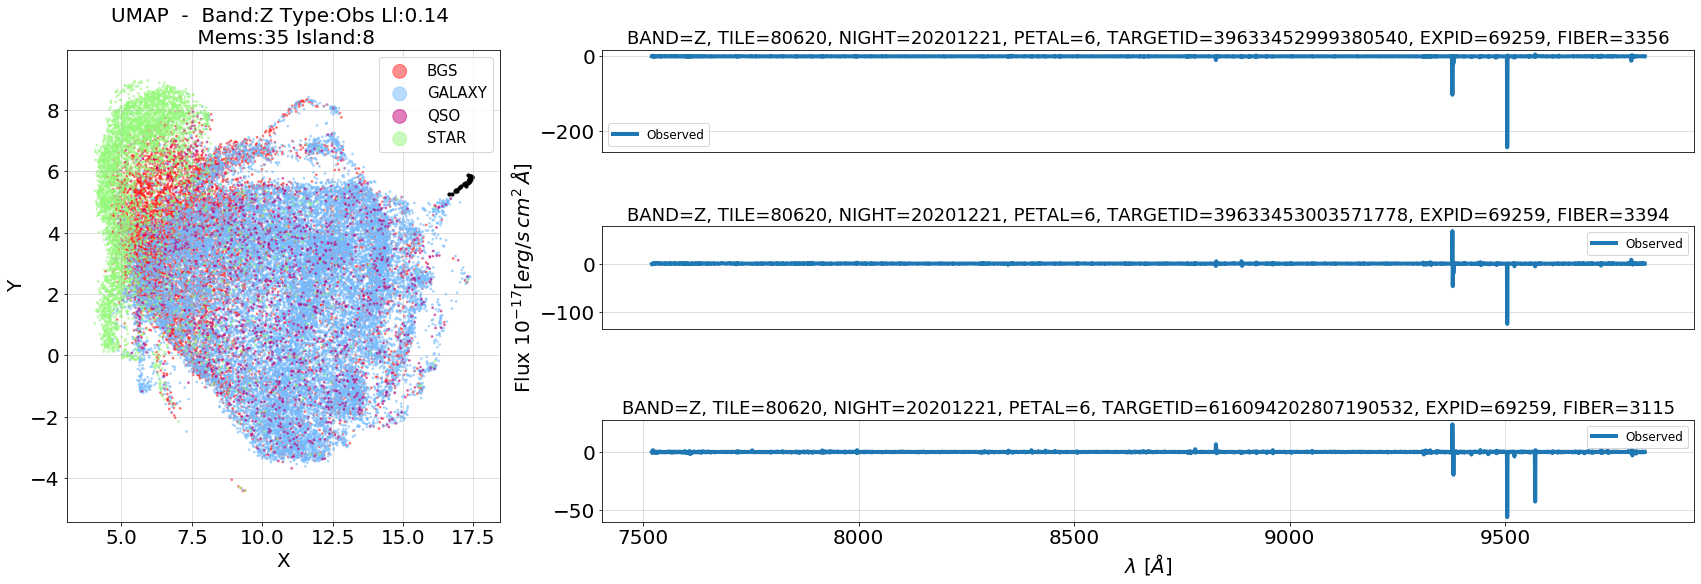 UMAP - Band:Z Type:Obs Ll:0.14
Mems:35 Island:8
BGS
GALAXY
QSO
STAR
8
6
4
2
0
−2
−4
Y
5.0 7.5 10.0 12.5 15.0 17.5
X
Flux 10^{−17}[erg/s cm^2 Å]
BAND=Z, TILE=80620, NIGHT=20201221, PETAL=6, TARGETID=39633452999380540, EXPID=69259, FIBER=3356
0
−200
Observed
BAND=Z, TILE=80620, NIGHT=20201221, PETAL=6, TARGETID=39633453003571778, EXPID=69259, FIBER=3394
0
−100
Observed
BAND=Z, TILE=80620, NIGHT=20201221, PETAL=6, TARGETID=616094202807190532, EXPID=69259, FIBER=3115
0
−50
Observed
7500 8000 8500 9000 9500
λ [Å]